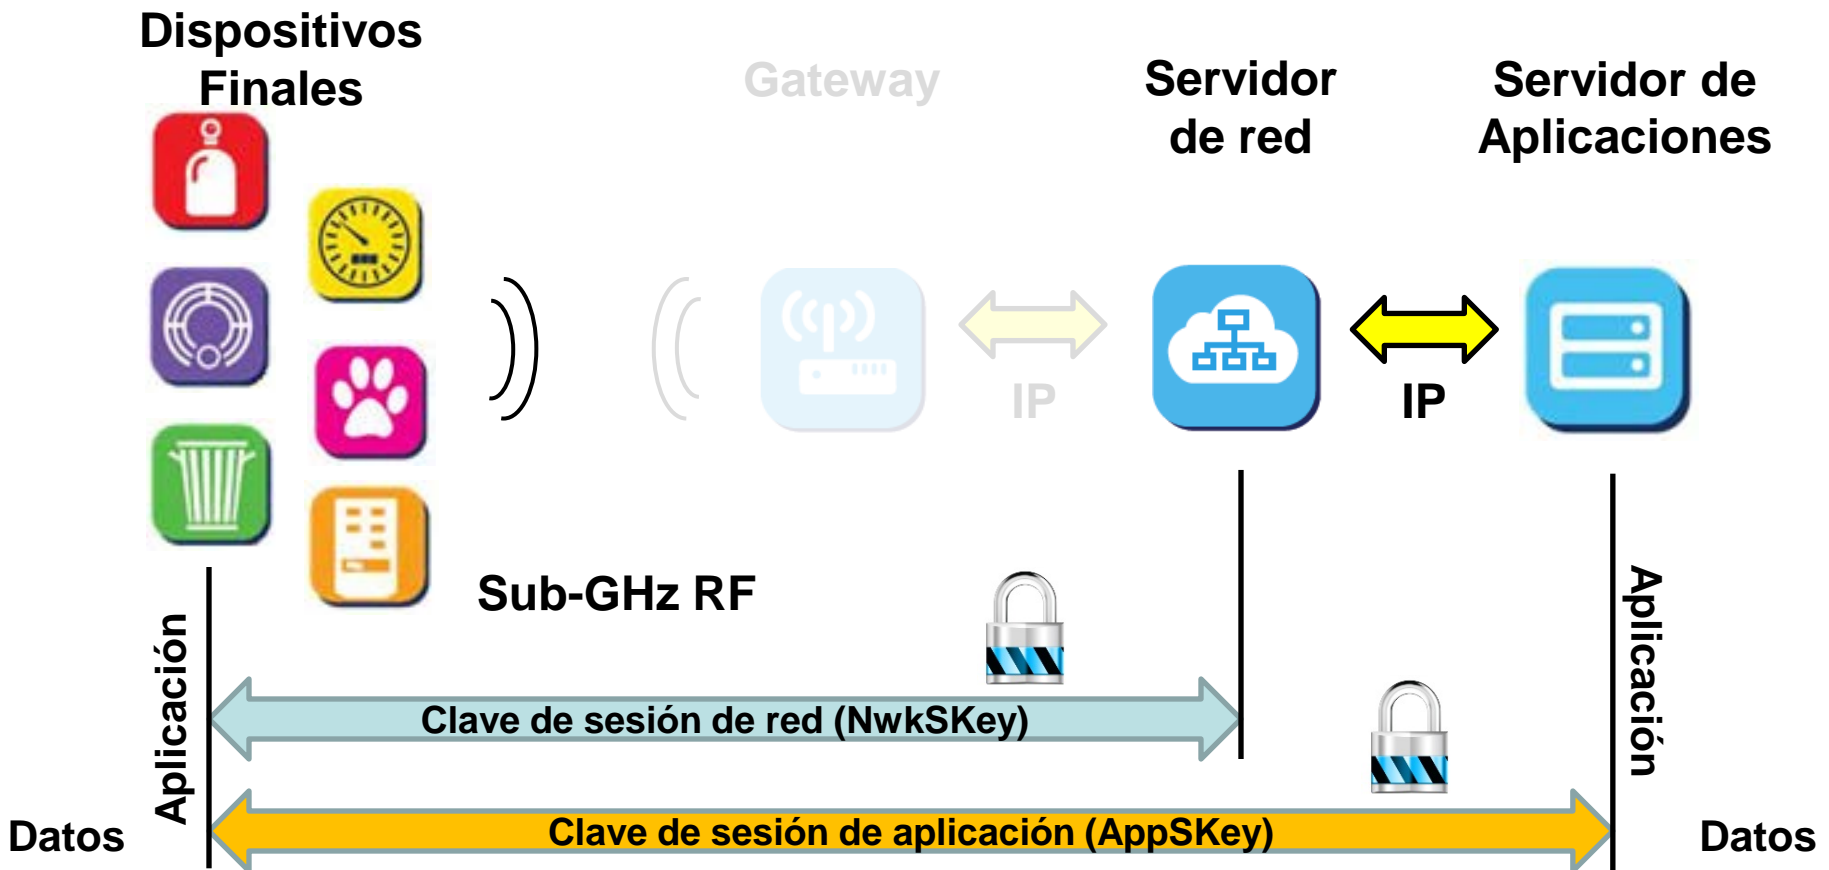 Dispositivos
Finales
Gateway
Servidor
de red
Servidor de
Aplicaciones
IP
IP
Sub-GHz RF
Aplicación
Aplicación
Clave de sesión de red (NwkSKey)
Datos
Clave de sesión de aplicación (AppSKey)
Datos